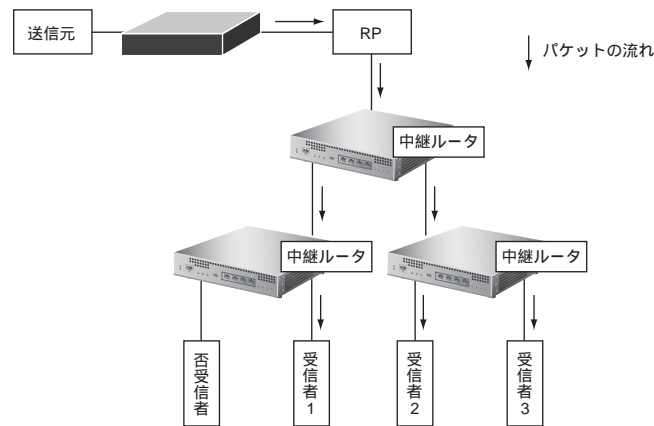 送信元
RP
パケットの流れ
中継ルータ
中継ルータ
中継ルータ
否受信者
受信者1
受信者2
受信者3